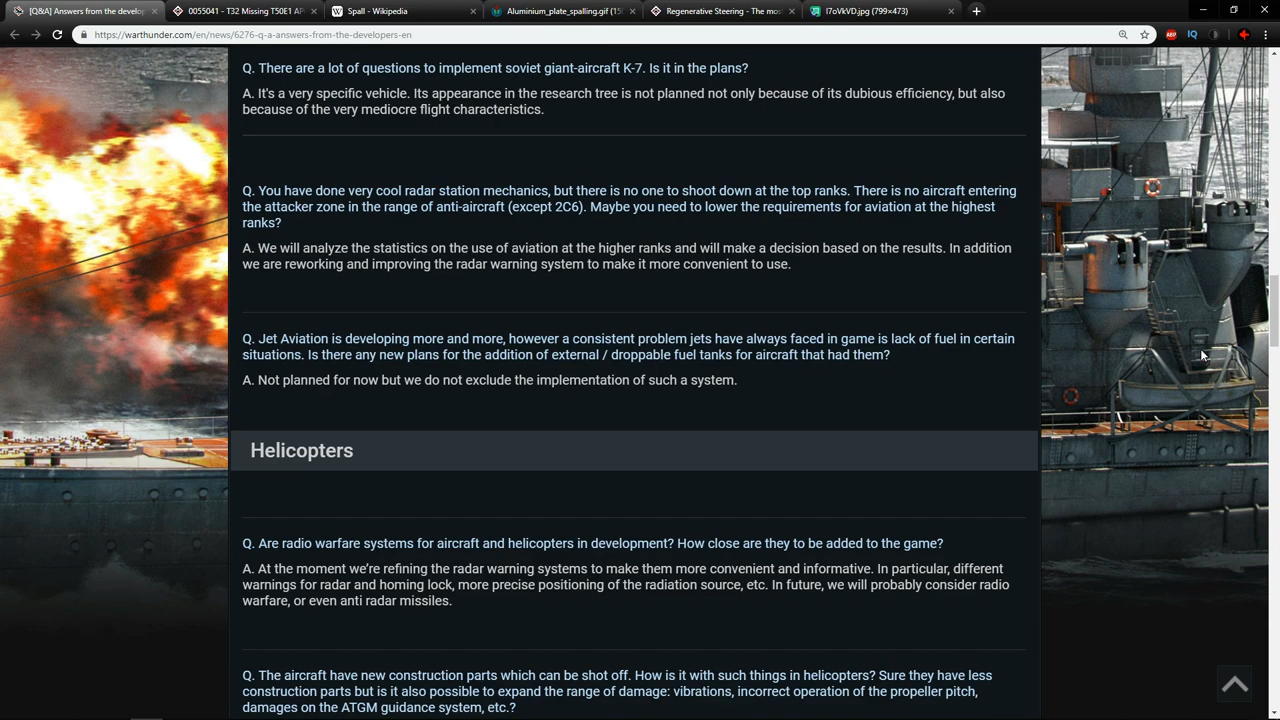 [Q&A] Answers from the develop
0055041 - T32 Missing T50E1 AP
Spall - Wikipedia
Aluminium_plate_spalling.gif (15
Regenerative Steering - The mos
l7oVkVD.jpg (799×473)
https://warthunder.com/en/news/6276-q-a-answers-from-the-developers-en
ABP
IQ
Q. There are a lot of questions to implement soviet giant-aircraft K-7. Is it in the plans?
A. It's a very specific vehicle. Its appearance in the research tree is not planned not only because of its dubious efficiency, but also
because of the very mediocre flight characteristics.
Q. You have done very cool radar station mechanics, but there is no one to shoot down at the top ranks. There is no aircraft entering
the attacker zone in the range of anti-aircraft (except 2C6). Maybe you need to lower the requirements for aviation at the highest
ranks?
A. We will analyze the statistics on the use of aviation at the higher ranks and will make a decision based on the results. In addition
we are reworking and improving the radar warning system to make it more convenient to use.
Q. Jet Aviation is developing more and more, however a consistent problem jets have always faced in game is lack of fuel in certain
situations. Is there any new plans for the addition of external / droppable fuel tanks for aircraft that had them?
A. Not planned for now but we do not exclude the implementation of such a system.
Helicopters
Q. Are radio warfare systems for aircraft and helicopters in development? How close are they to be added to the game?
A. At the moment we’re refining the radar warning systems to make them more convenient and informative. In particular, different
warnings for radar and homing lock, more precise positioning of the radiation source, etc. In future, we will probably consider radio
warfare, or even anti radar missiles.
Q. The aircraft have new construction parts which can be shot off. How is it with such things in helicopters? Sure they have less
construction parts but is it also possible to expand the range of damage: vibrations, incorrect operation of the propeller pitch,
damages on the ATGM guidance system, etc.?